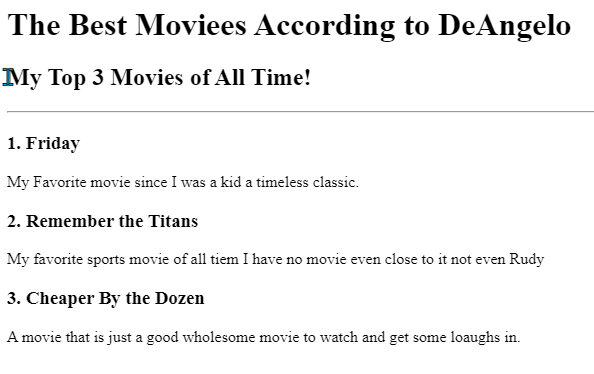 The Best Moviees According to DeAngelo
My Top 3 Movies of All Time!
1. Friday
My Favorite movie since I was a kid a timeless classic.
2. Remember the Titans
My favorite sports movie of all tiem I have no movie even close to it not even Rudy
3. Cheaper By the Dozen
A movie that is just a good wholesome movie to watch and get some loaughs in.